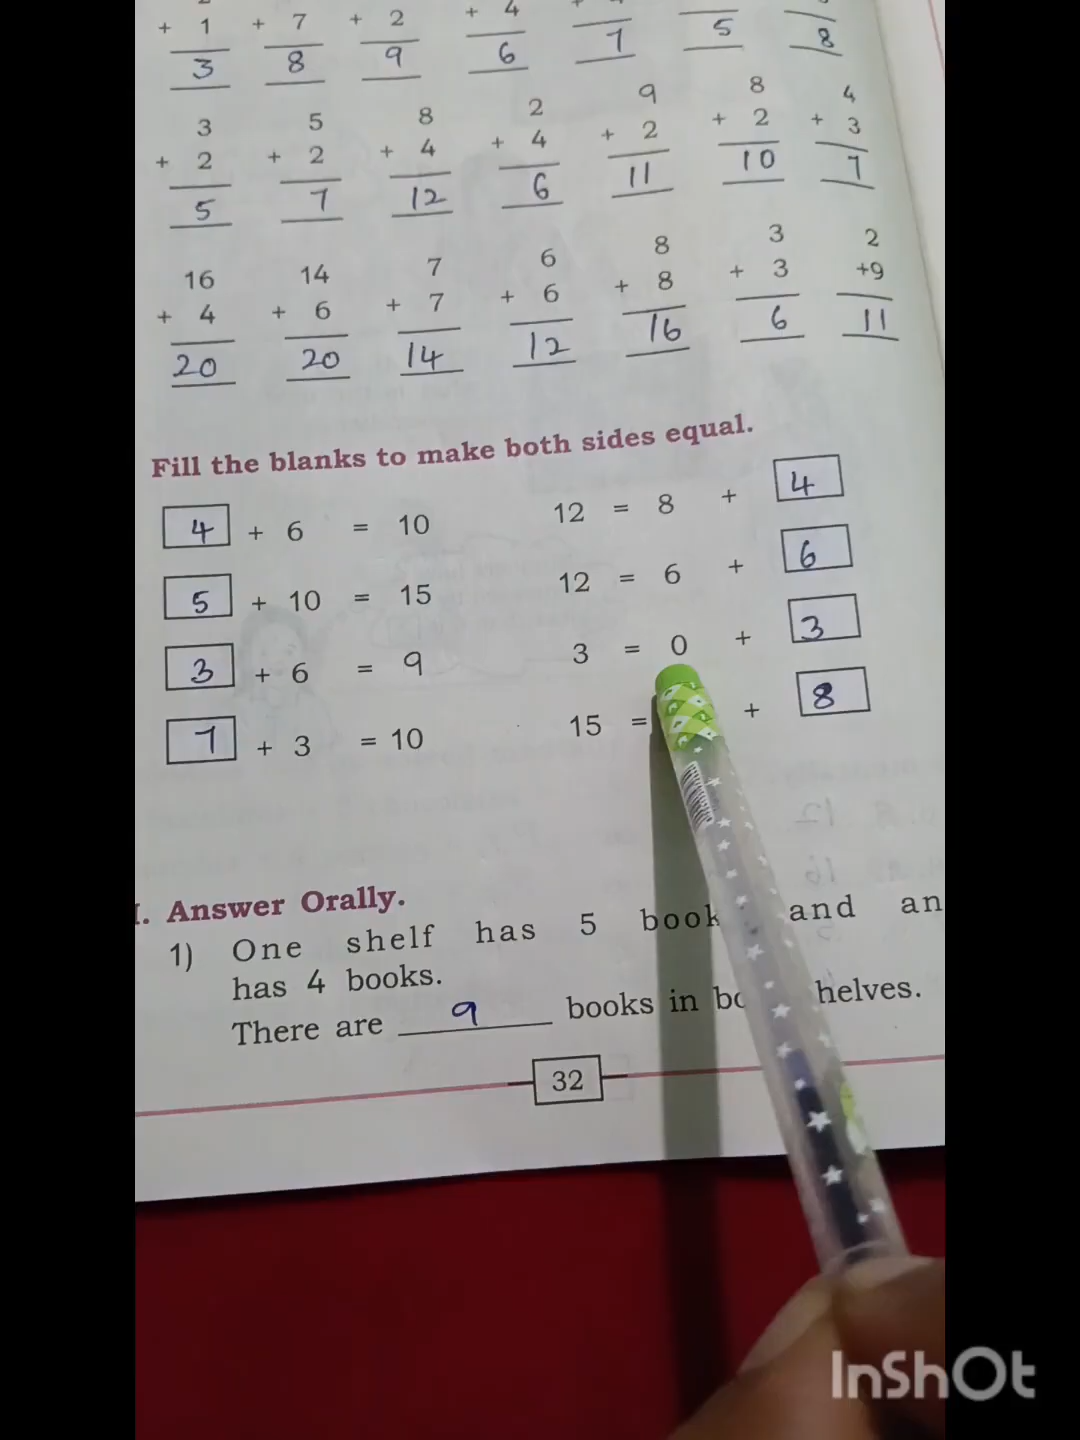 + 1 + 7 + 2 + 4
3 8 9 6 7 5 8
3 5 8 2 9 8 4
+ 2 + 2 + 4 + 4 + 2 + 2 + 3
5 7 12 6 11 10 7
16 14 7 6 8 3 2
+ 4 + 6 + 7 + 6 + 8 + 3 +9
20 20 14 12 16 6 11
Fill the blanks to make both sides equal.
4 + 6 = 10 12 = 8 + 4
5 + 10 = 15 12 = 6 + 6
3 + 6 = 9 3 = 0 + 3
7 + 3 = 10 15 = + 8
. Answer Orally.
1) One shelf has 5 book and an
has 4 books.
There are 9 books in helves.
32
InShOt